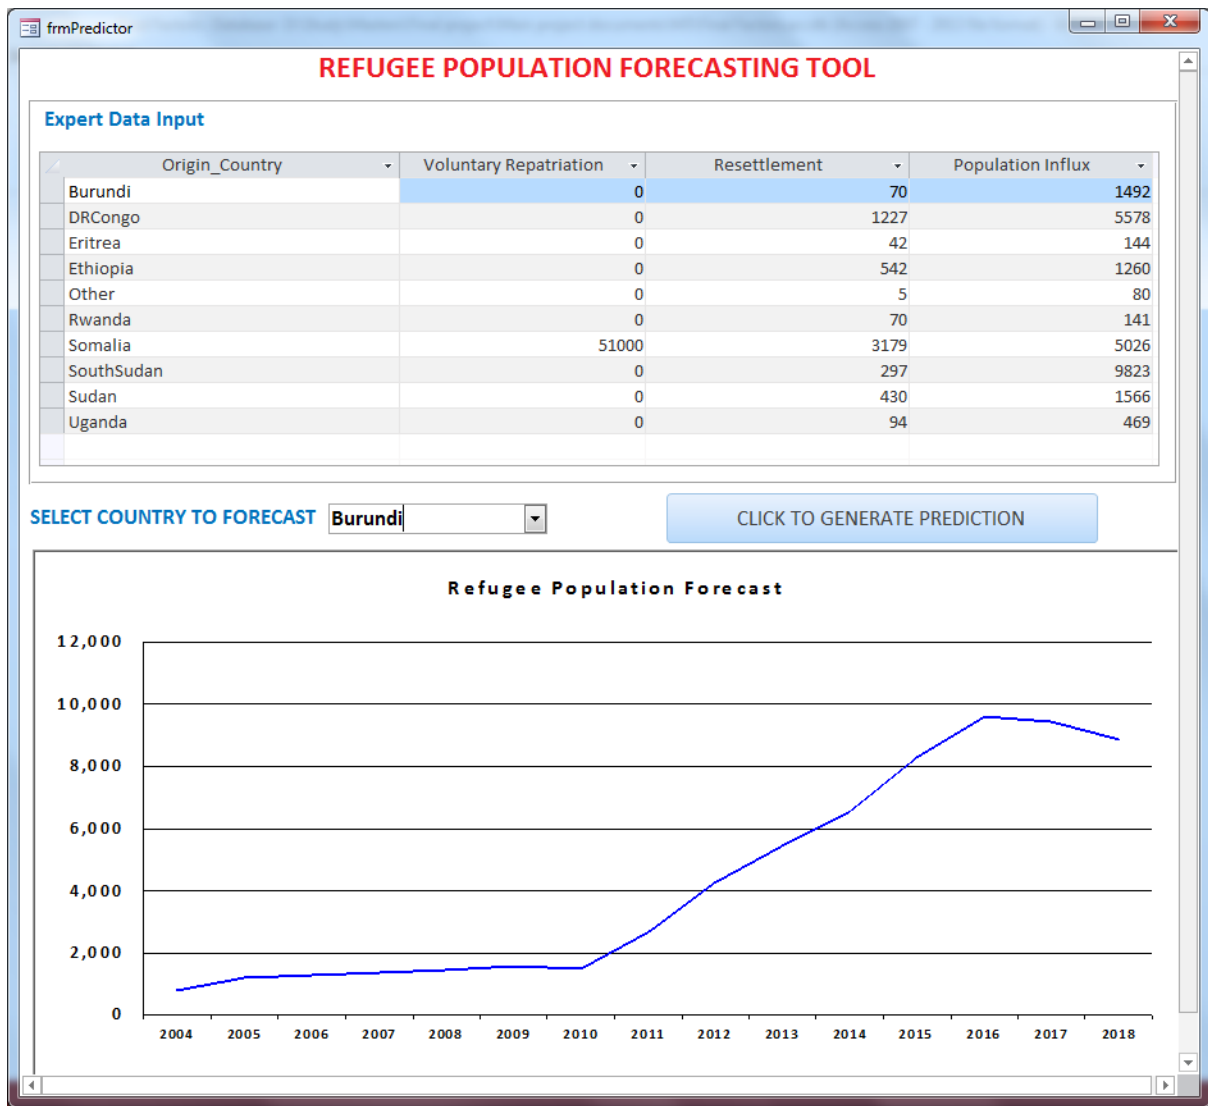 frmPredictor
REFUGEE POPULATION FORECASTING TOOL
Expert Data Input
Origin_Country Voluntary Repatriation Resettlement Population Influx
Burundi 0 70 1492
DRCongo 0 1227 5578
Eritrea 0 42 144
Ethiopia 0 542 1260
Other 0 5 80
Rwanda 0 70 141
Somalia 51000 3179 5026
SouthSudan 0 297 9823
Sudan 0 430 1566
Uganda 0 94 469
SELECT COUNTRY TO FORECAST Burundi CLICK TO GENERATE PREDICTION
Refugee Population Forecast
12,000
10,000
8,000
6,000
4,000
2,000
0
2004 2005 2006 2007 2008 2009 2010 2011 2012 2013 2014 2015 2016 2017 2018